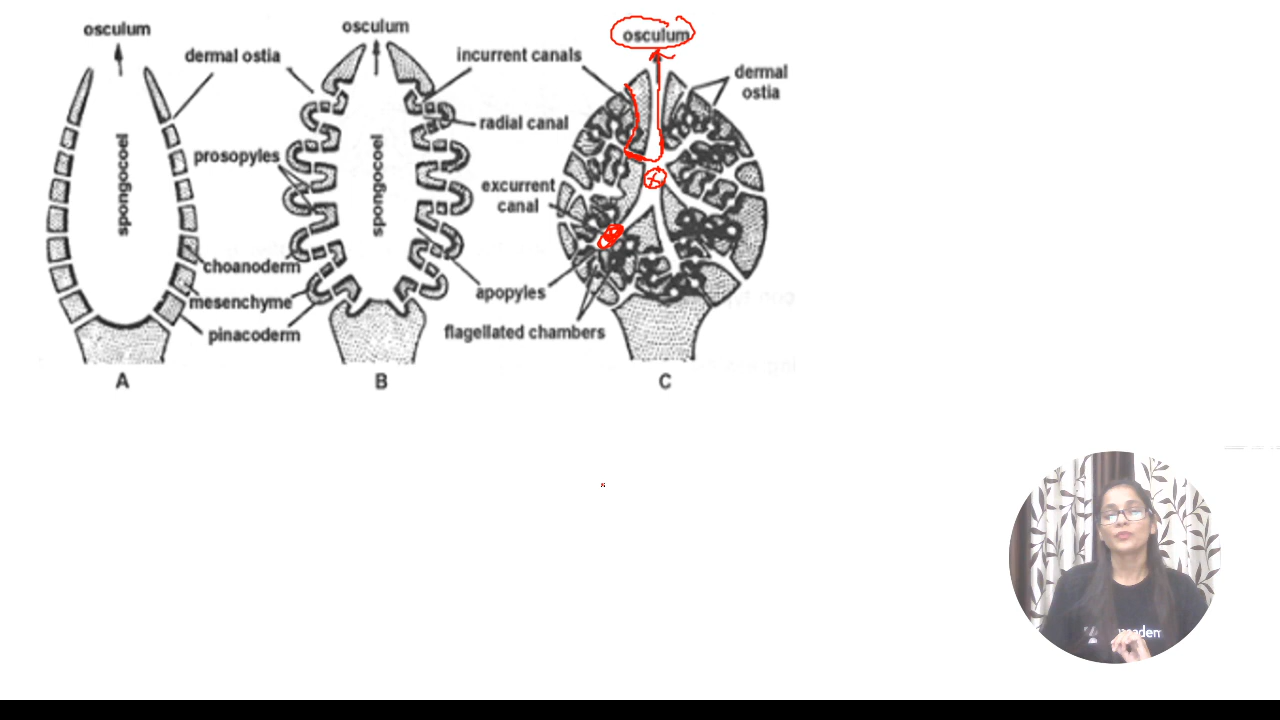 osculum
osculum
osculum
dermal ostia
incurrent canals
dermal
ostia
radial canal
prosopyles
spongocoel
spongocoel
excurrent
canal
choanoderm
mesenchyme
apopyles
pinacoderm
flagellated chambers
A
B
C